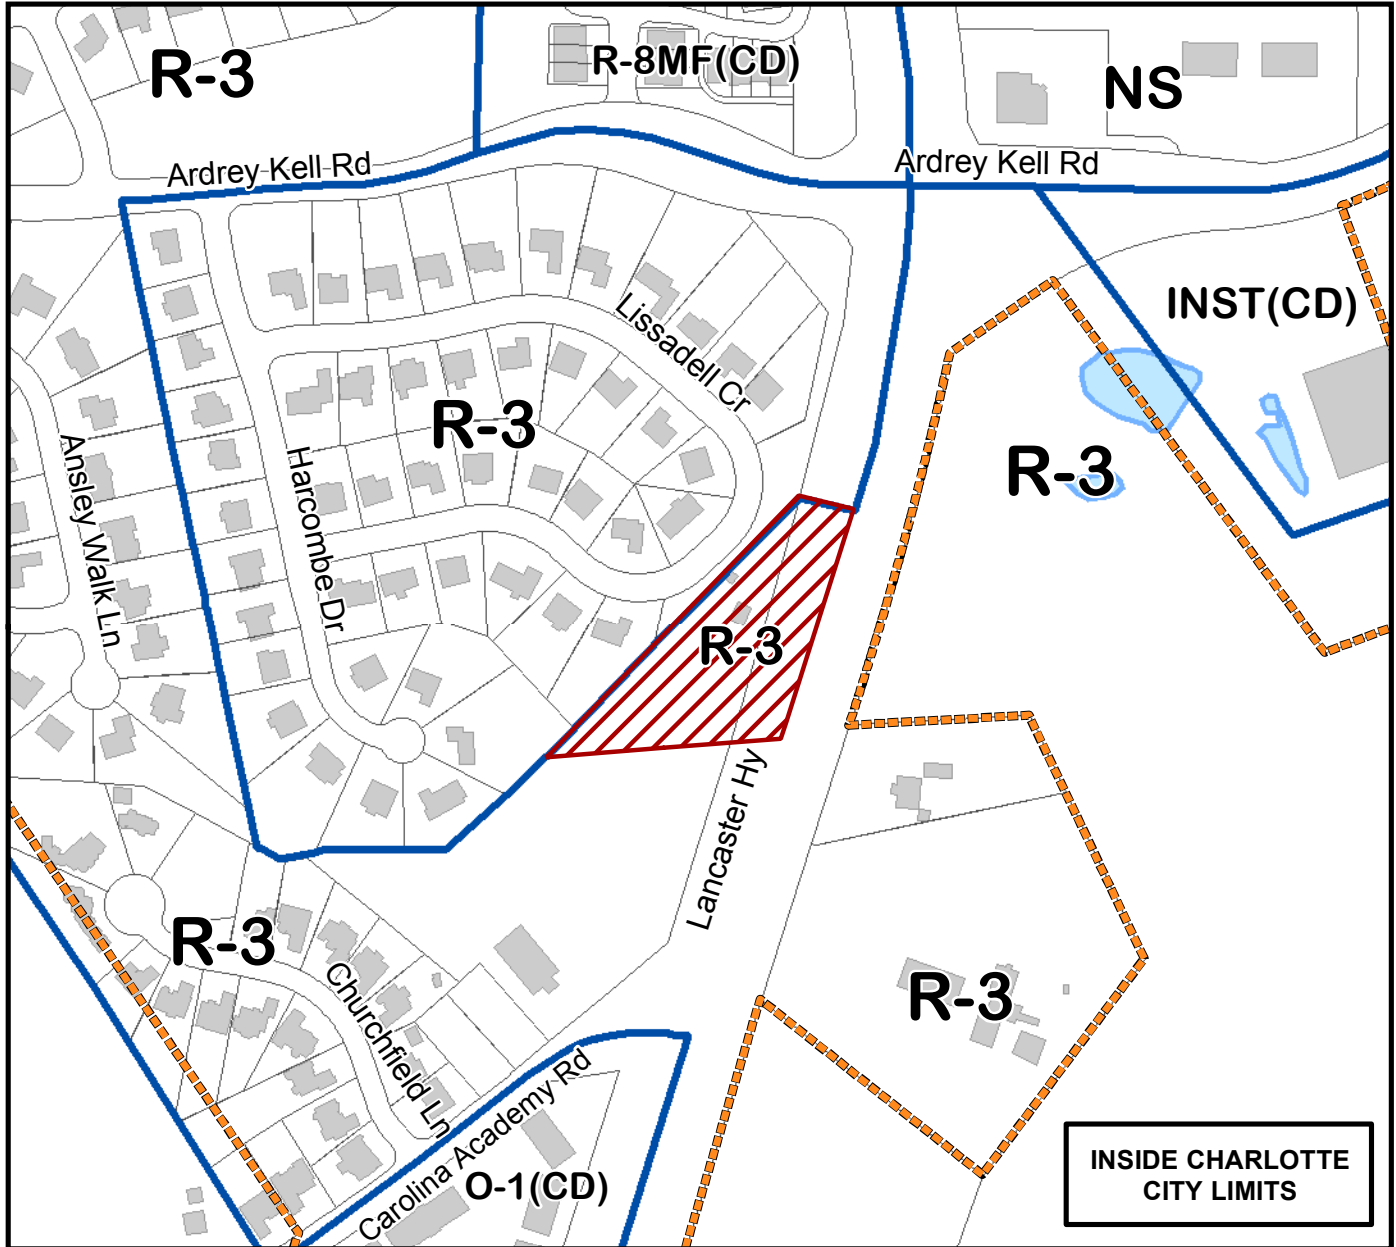 R-3
R-8MF(CD)
NS
Ardrey Kell Rd
Ardrey Kell Rd
INST(CD)
Lissadell Cr
R-3
R-3
Ansley Walk Ln
Harcombe Dr
R-3
Lancaster Hy
R-3
Churchfield Ln
R-3
Carolina Academy Rd
O-1(CD)
INSIDE CHARLOTTE
CITY LIMITS